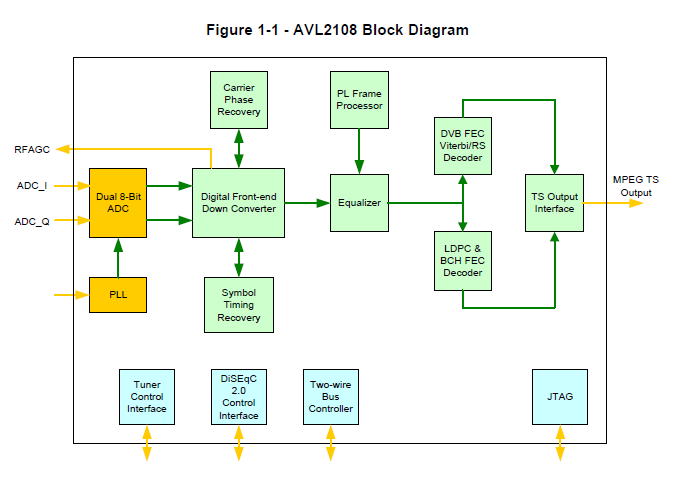 Figure 1-1 - AVL2108 Block Diagram
Carrier
Phase
Recovery
PL Frame
Processor
DVB FEC
Viterbi/RS
Decoder
RFAGC
ADC_I
ADC_Q
Dual 8-Bit
ADC
Digital Front-end
Down Converter
Equalizer
TS Output
Interface
MPEG TS
Output
LDPC &
BCH FEC
Decoder
PLL
Symbol
Timing
Recovery
Tuner
Control
Interface
DiSEqC
2.0
Control
Interface
Two-wire
Bus
Controller
JTAG